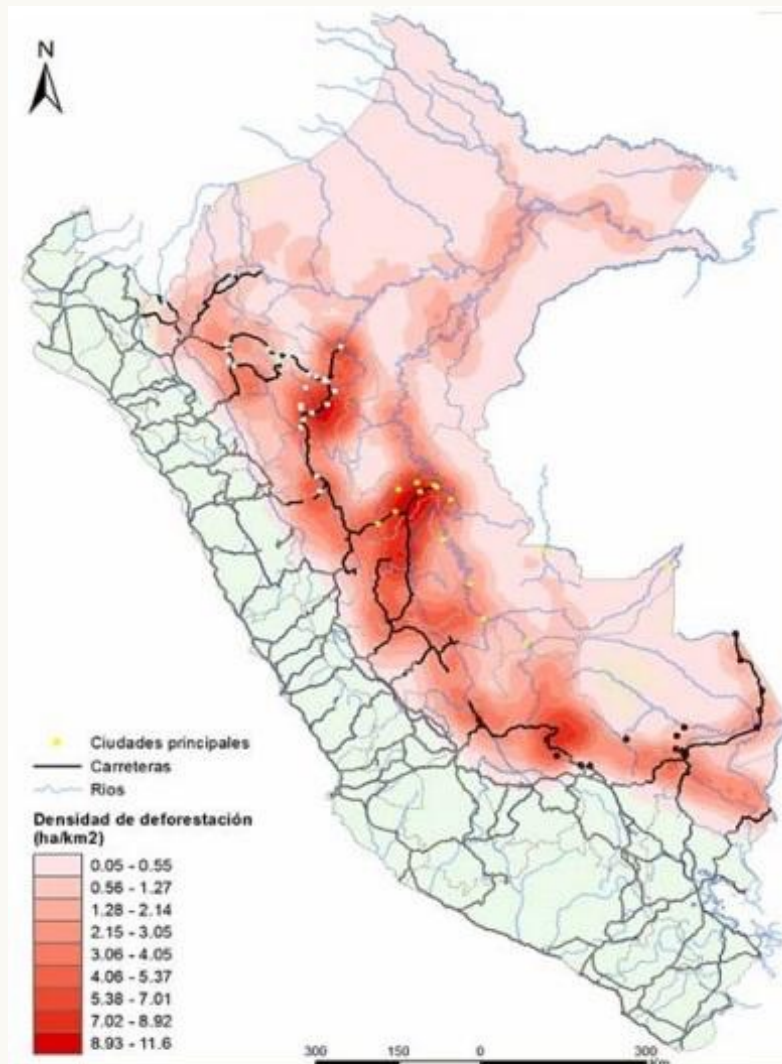 N
Ciudades principales
Carreteras
Rios
Densidad de deforestación
(ha/km2)
0.05 - 0.55
0.56 - 1.27
1.28 - 2.14
2.15 - 3.05
3.06 - 4.05
4.06 - 5.37
5.38 - 7.01
7.02 - 8.92
8.93 - 11.6
300 150 0 300
Km